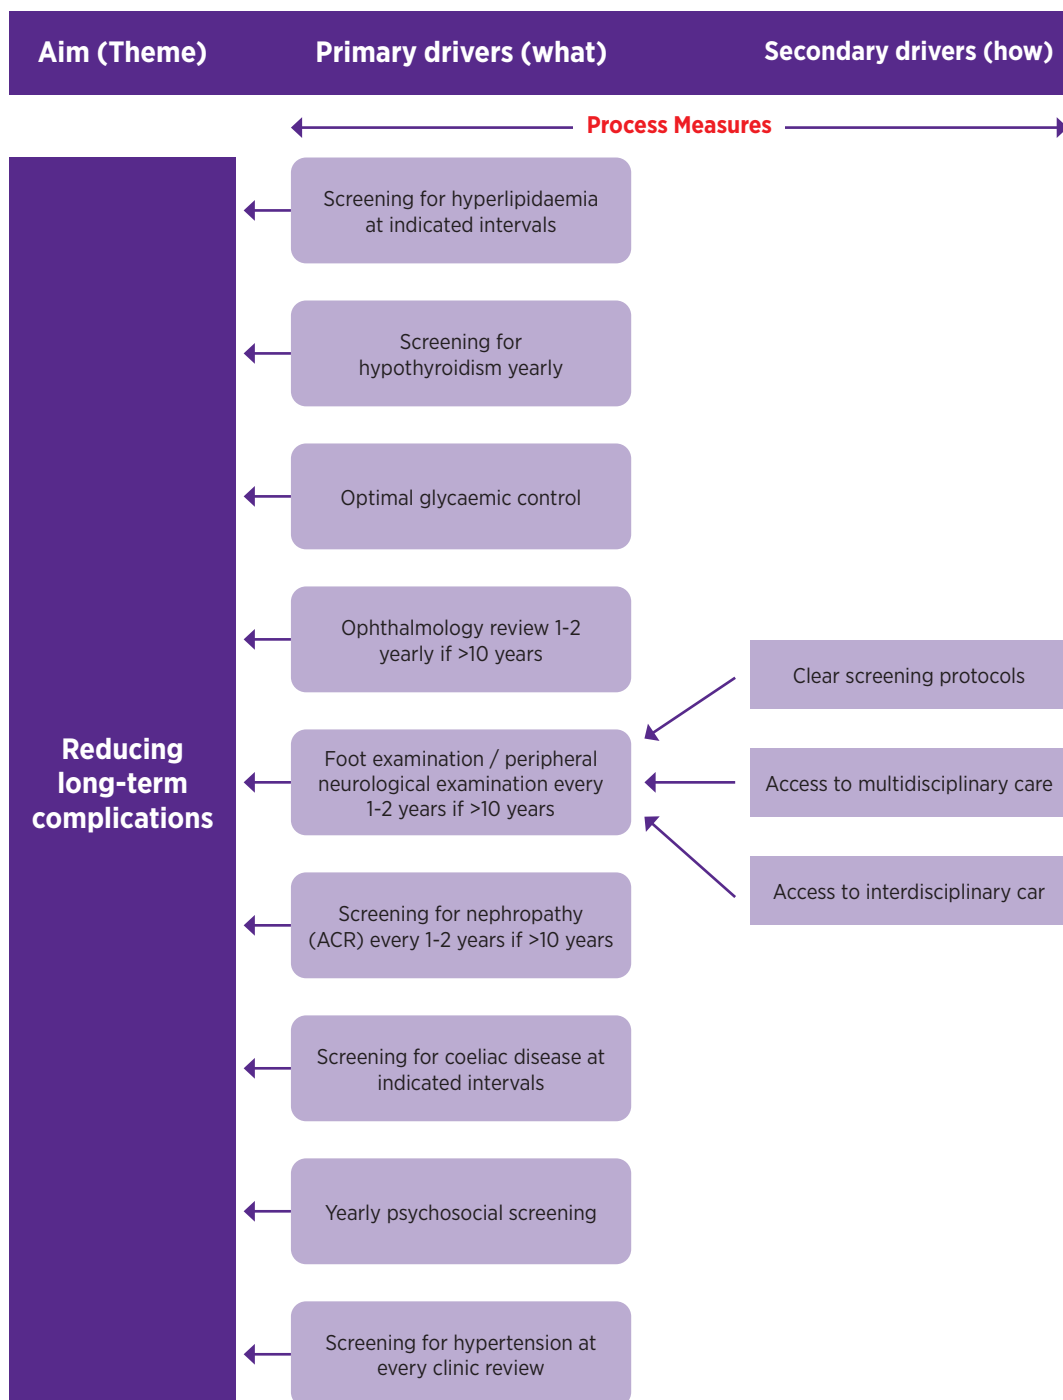 Aim (Theme)
Primary drivers (what)
Secondary drivers (how)
Process Measures
Reducing
long-term
complications
Screening for hyperlipidaemia
at indicated intervals
Screening for
hypothyroidism yearly
Optimal glycaemic control
Ophthalmology review 1-2
yearly if >10 years
Foot examination / peripheral
neurological examination every
1-2 years if >10 years
Screening for nephropathy
(ACR) every 1-2 years if >10 years
Screening for coeliac disease at
indicated intervals
Yearly psychosocial screening
Screening for hypertension at
every clinic review
Clear screening protocols
Access to multidisciplinary care
Access to interdisciplinary car